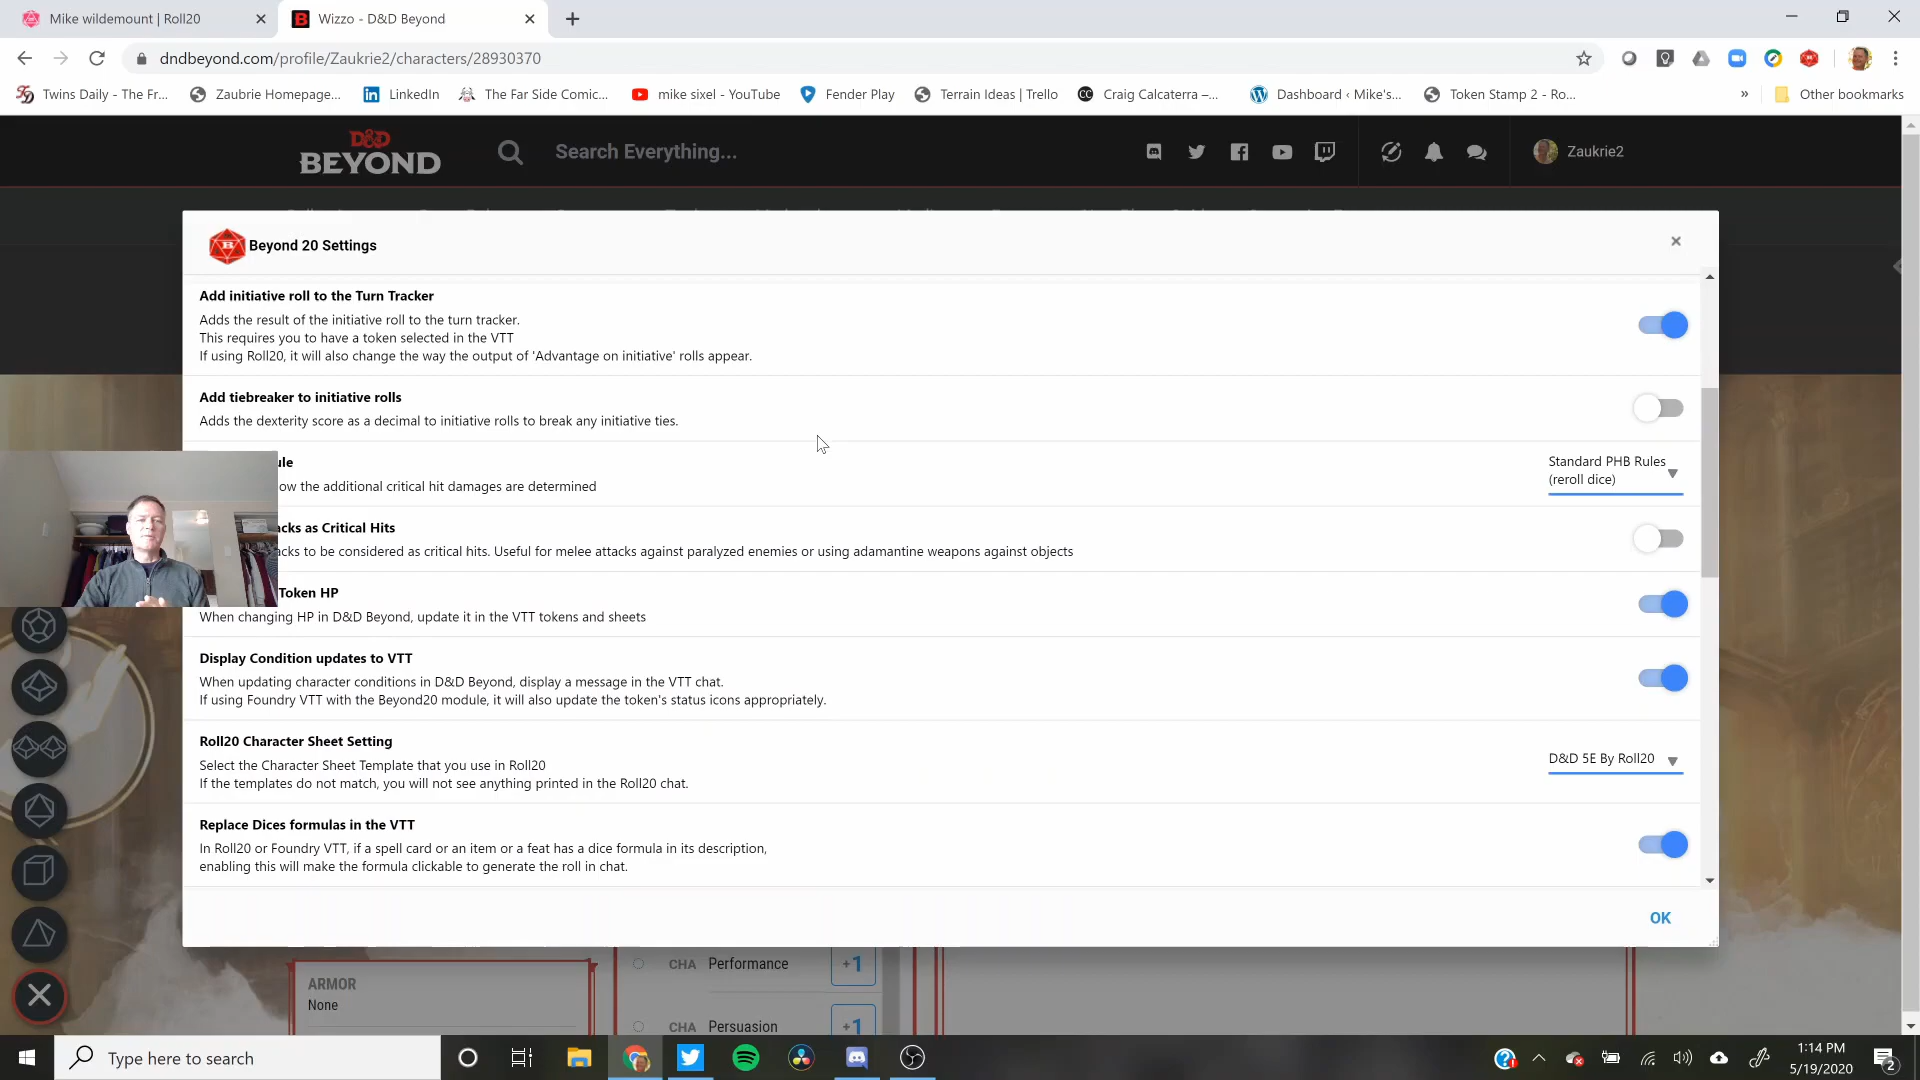 Mike wildemount | Roll20
Wizzo - D&D Beyond
dndbeyond.com/profile/Zaukrie2/characters/28930370
Twins Daily - The Fr...
Zaubrie Homepage...
LinkedIn
The Far Side Comic...
mike sixel - YouTube
Fender Play
Terrain Ideas | Trello
Craig Calcaterra –...
Dashboard ‹ Mike's...
Token Stamp 2 - Ro...
»
Other bookmarks
D&D
BEYOND
Search Everything...
Zaukrie2
Beyond 20 Settings
Add initiative roll to the Turn Tracker
Adds the result of the initiative roll to the turn tracker.
This requires you to have a token selected in the VTT
If using Roll20, it will also change the way the output of 'Advantage on initiative' rolls appear.
Add tiebreaker to initiative rolls
Adds the dexterity score as a decimal to initiative rolls to break any initiative ties.
ule
ow the additional critical hit damages are determined
Standard PHB Rules
(reroll dice)
acks as Critical Hits
acks to be considered as critical hits. Useful for melee attacks against paralyzed enemies or using adamantine weapons against objects
Token HP
When changing HP in D&D Beyond, update it in the VTT tokens and sheets
Display Condition updates to VTT
When updating character conditions in D&D Beyond, display a message in the VTT chat.
If using Foundry VTT with the Beyond20 module, it will also update the token's status icons appropriately.
Roll20 Character Sheet Setting
Select the Character Sheet Template that you use in Roll20
If the templates do not match, you will not see anything printed in the Roll20 chat.
D&D 5E By Roll20
Replace Dices formulas in the VTT
In Roll20 or Foundry VTT, if a spell card or an item or a feat has a dice formula in its description,
enabling this will make the formula clickable to generate the roll in chat.
OK
ARMOR
None
CHA Performance +1
CHA Persuasion +1
Type here to search
1:14 PM
5/19/2020
2